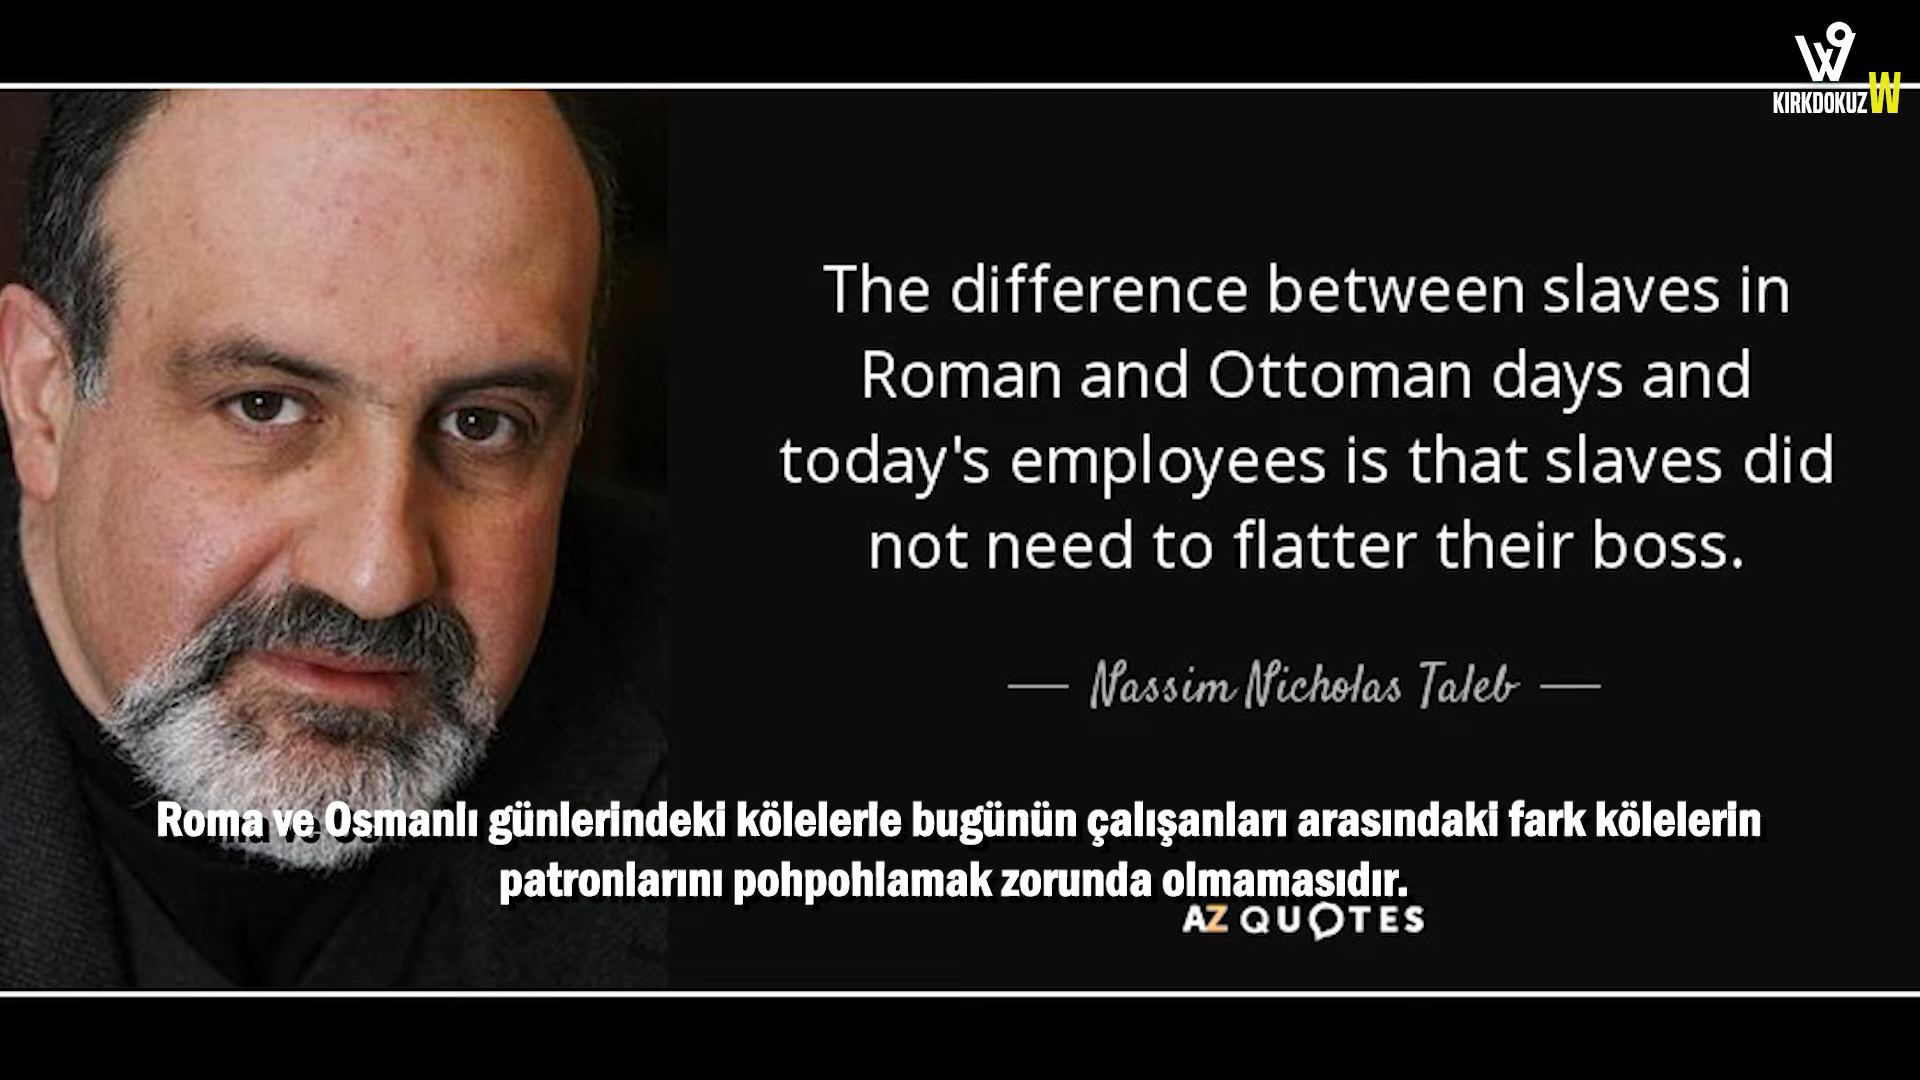 W9
KIRKDOKUZ W
The difference between slaves in
Roman and Ottoman days and
today's employees is that slaves did
not need to flatter their boss.
— Nassim Nicholas Taleb —
Roma ve Osmanlı günlerindeki kölelerle bugünün çalışanları arasındaki fark kölelerin
patronlarını pohpohlamak zorunda olmamasıdır.
AZ QUOTES